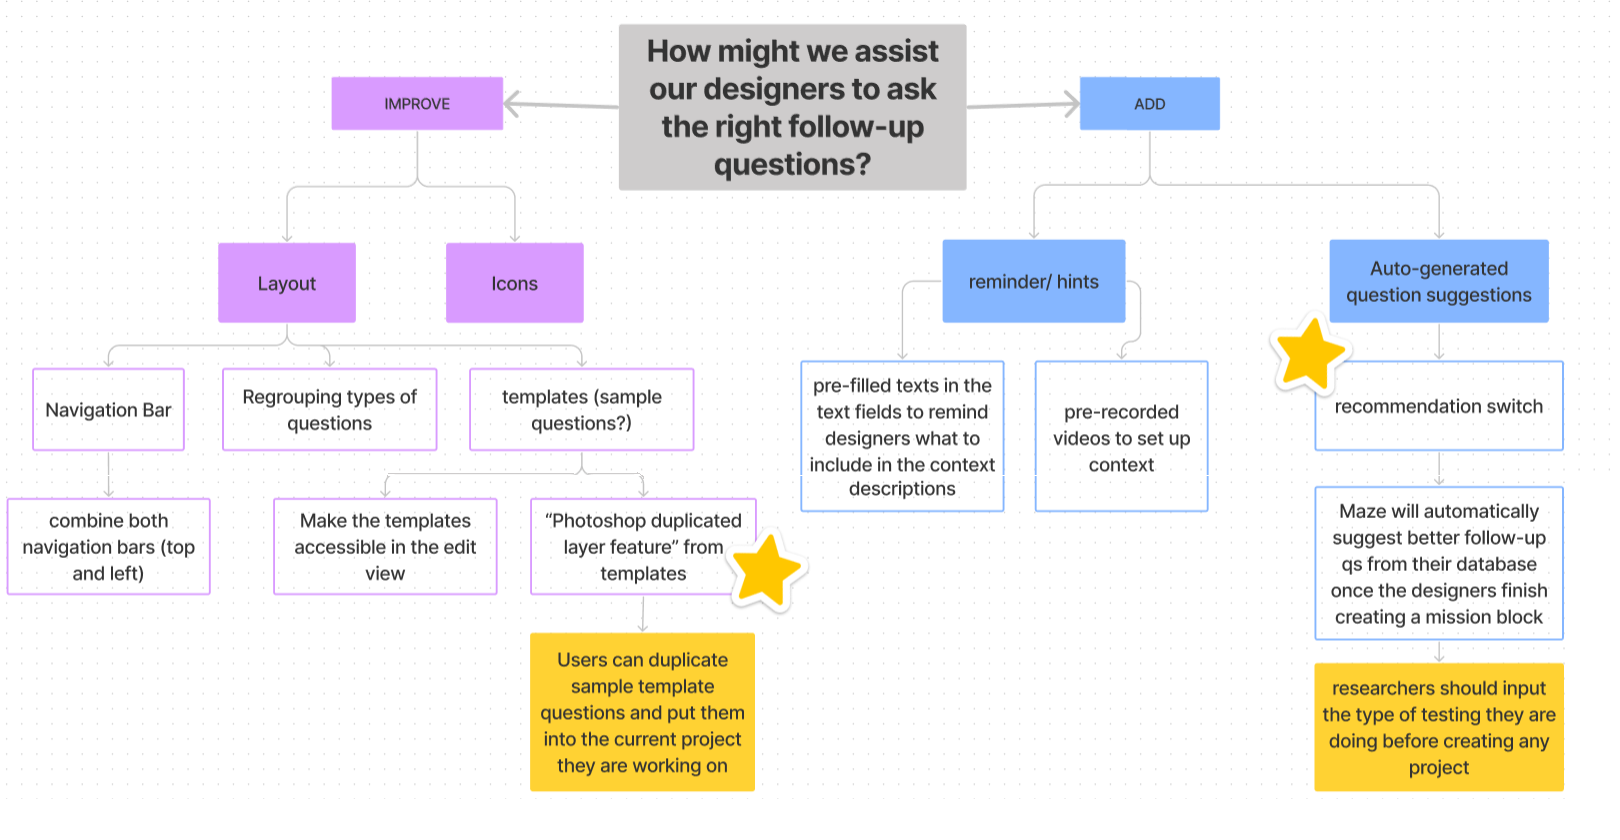 How might we assist
our designers to ask
the right follow-up
questions?
IMPROVE
ADD
Layout
Icons
reminder/ hints
Auto-generated
question suggestions
Navigation Bar
Regrouping types of
questions
templates (sample
questions?)
pre-filled texts in the
text fields to remind
designers what to
include in the context
descriptions
pre-recorded
videos to set up
context
recommendation switch
combine both
navigation bars (top
and left)
Make the templates
accessible in the edit
view
“Photoshop duplicated
layer feature” from
templates
Maze will automatically
suggest better follow-up
qs from their database
once the designers finish
creating a mission block
Users can duplicate
sample template
questions and put them
into the current project
they are working on
researchers should input
the type of testing they are
doing before creating any
project